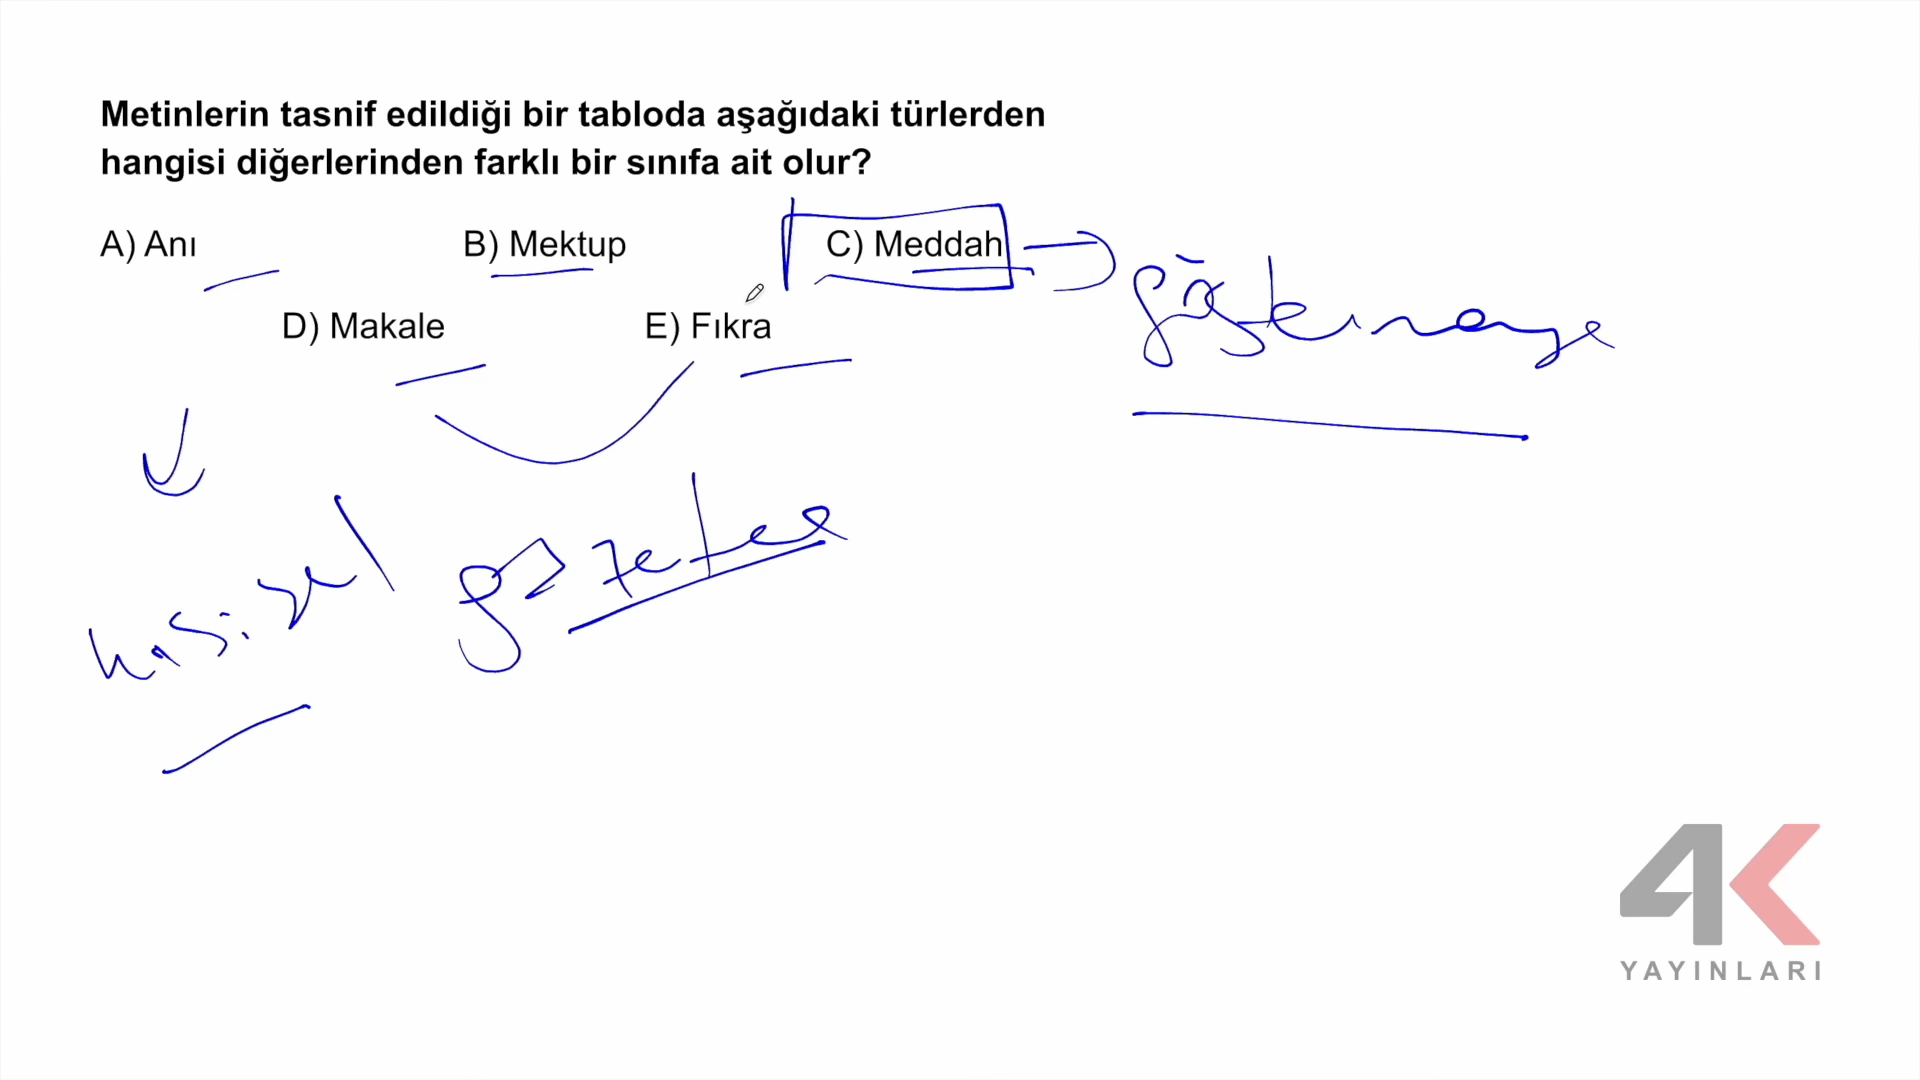 Metinlerin tasnif edildiği bir tabloda aşağıdaki türlerden
hangisi diğerlerinden farklı bir sınıfa ait olur?
A) Anı B) Mektup C) Meddah
D) Makale E) Fıkra
kişisel gazete
4K
YAYINLARI